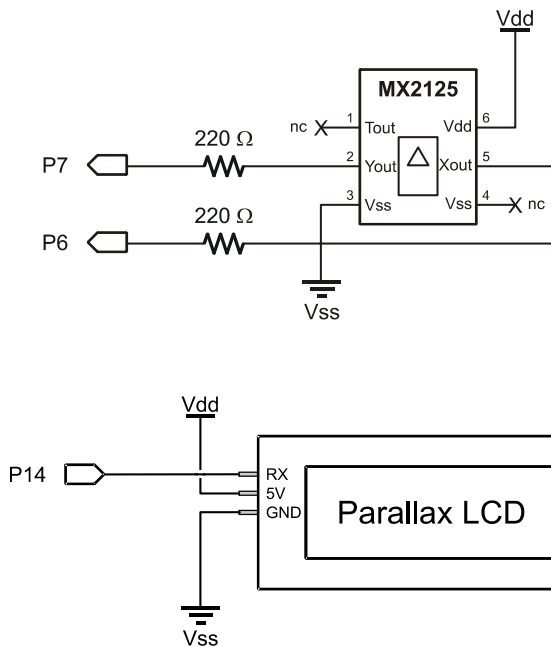 Vdd
MX2125
nc
1
Tout
Vdd
6
220 Ω
P7
2
Yout
Xout
5
220 Ω
3
Vss
Vss
4
nc
P6
Vss
Vdd
P14
RX
5V
GND
Parallax LCD
Vss